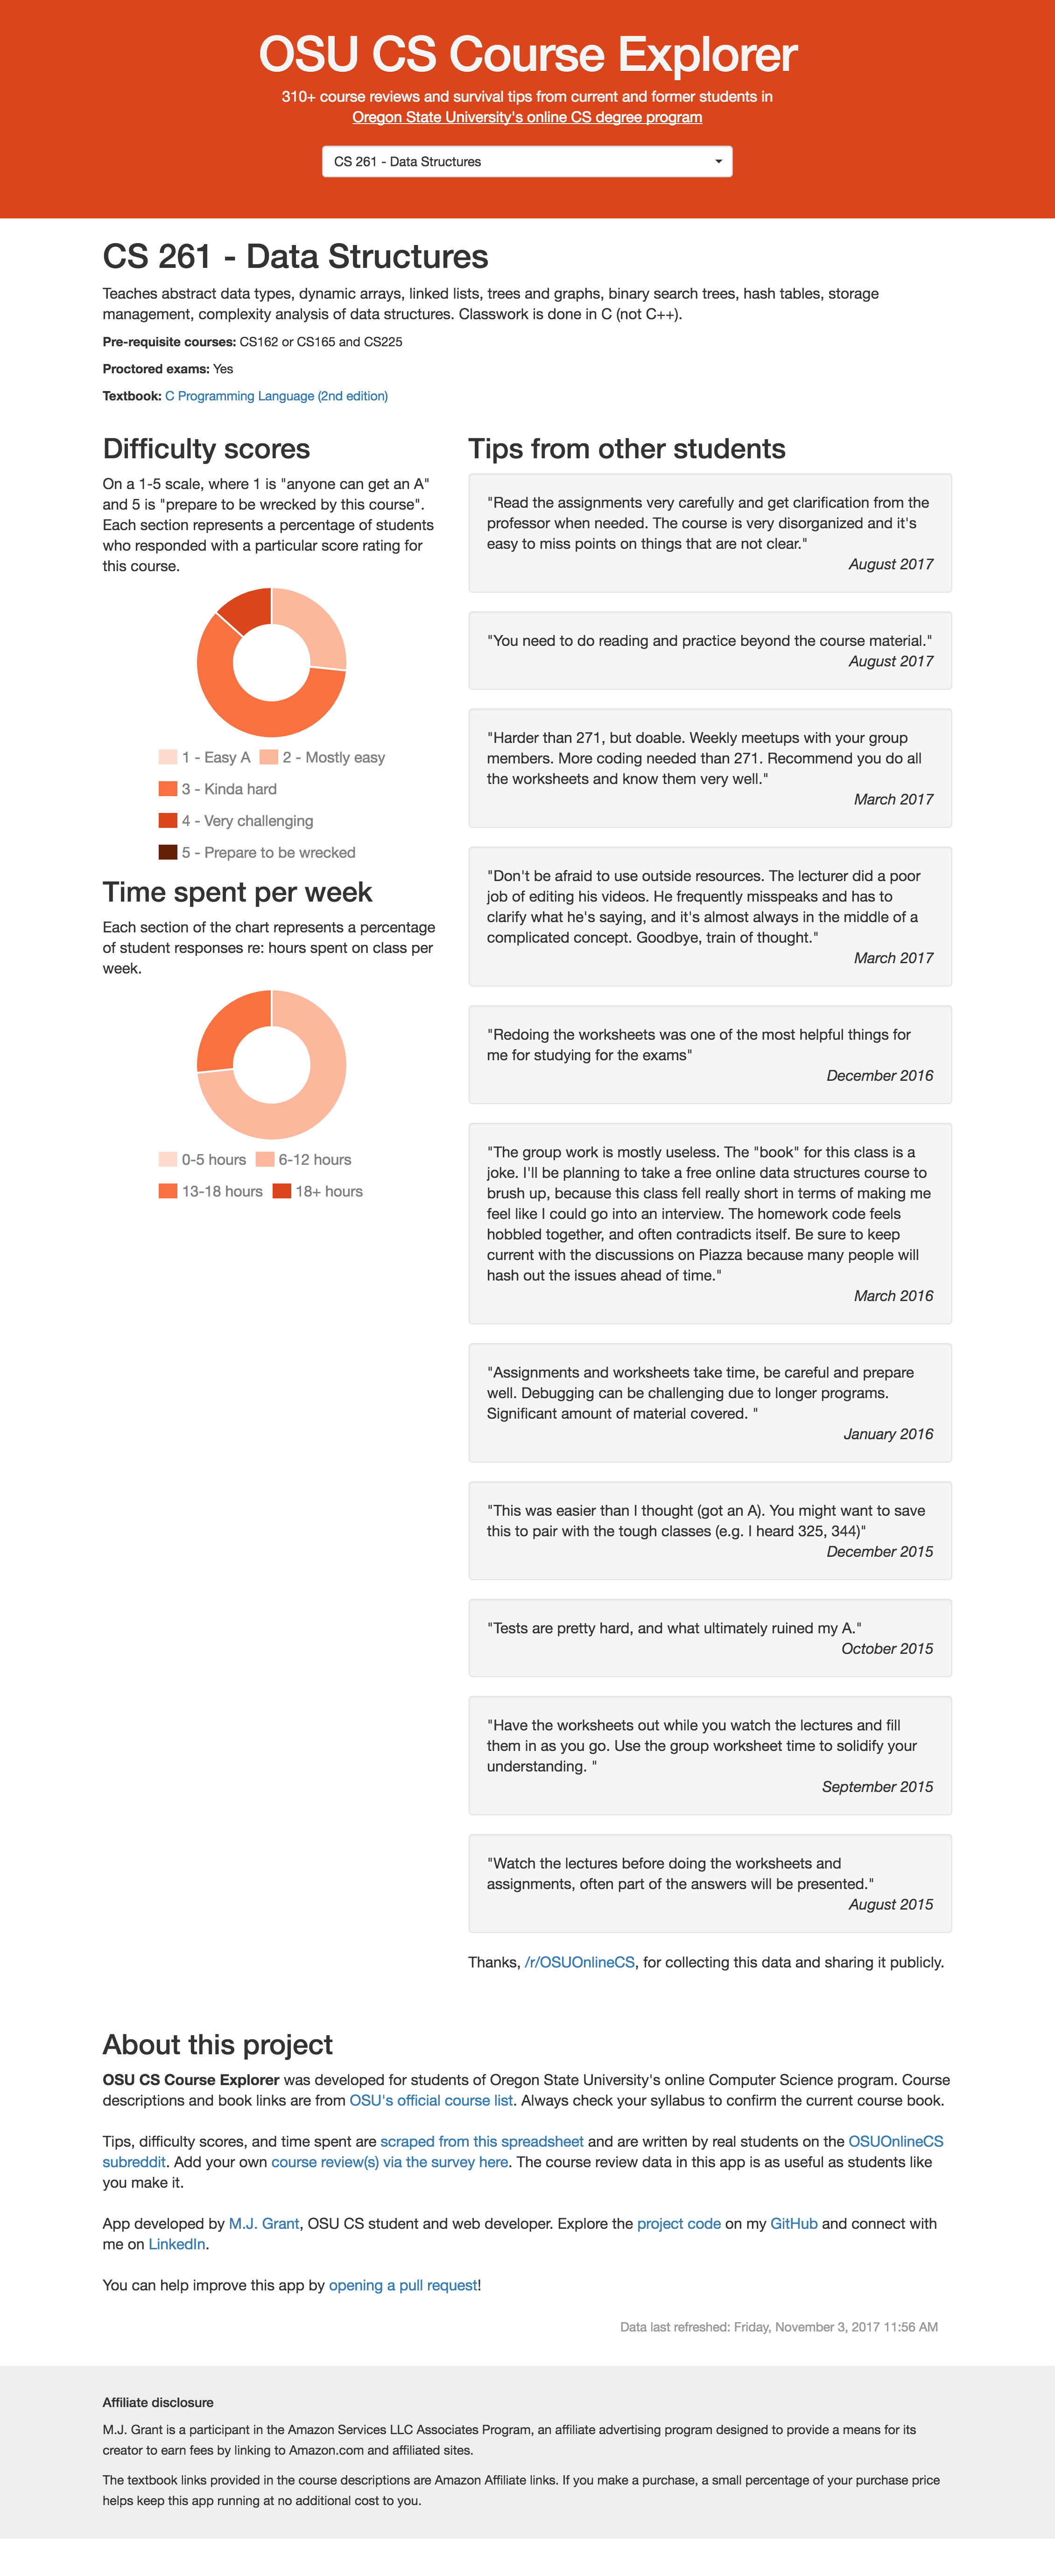 OSU CS Course Explorer
310+ course reviews and survival tips from current and former students in
Oregon State University's online CS degree program
CS 261 - Data Structures
CS 261 - Data Structures
Teaches abstract data types, dynamic arrays, linked lists, trees and graphs, binary search trees, hash tables, storage
management, complexity analysis of data structures. Classwork is done in C (not C++).
Pre-requisite courses: CS162 or CS165 and CS225
Proctored exams: Yes
Textbook: C Programming Language (2nd edition)
Difficulty scores
On a 1-5 scale, where 1 is "anyone can get an A"
and 5 is "prepare to be wrecked by this course".
Each section represents a percentage of students
who responded with a particular score rating for
this course.
1 - Easy A
2 - Mostly easy
3 - Kinda hard
4 - Very challenging
5 - Prepare to be wrecked
Time spent per week
Each section of the chart represents a percentage
of student responses re: hours spent on class per
week.
0-5 hours
6-12 hours
13-18 hours
18+ hours
Tips from other students
"Read the assignments very carefully and get clarification from the
professor when needed. The course is very disorganized and it's
easy to miss points on things that are not clear."
August 2017
"You need to do reading and practice beyond the course material."
August 2017
"Harder than 271, but doable. Weekly meetups with your group
members. More coding needed than 271. Recommend you do all
the worksheets and know them very well."
March 2017
"Don't be afraid to use outside resources. The lecturer did a poor
job of editing his videos. He frequently misspeaks and has to
clarify what he's saying, and it's almost always in the middle of a
complicated concept. Goodbye, train of thought."
March 2017
"Redoing the worksheets was one of the most helpful things for
me for studying for the exams"
December 2016
"The group work is mostly useless. The "book" for this class is a
joke. I'll be planning to take a free online data structures course to
brush up, because this class fell really short in terms of making me
feel like I could go into an interview. The homework code feels
hobbled together, and often contradicts itself. Be sure to keep
current with the discussions on Piazza because many people will
hash out the issues ahead of time."
March 2016
"Assignments and worksheets take time, be careful and prepare
well. Debugging can be challenging due to longer programs.
Significant amount of material covered. "
January 2016
"This was easier than I thought (got an A). You might want to save
this to pair with the tough classes (e.g. I heard 325, 344)"
December 2015
"Tests are pretty hard, and what ultimately ruined my A."
October 2015
"Have the worksheets out while you watch the lectures and fill
them in as you go. Use the group worksheet time to solidify your
understanding. "
September 2015
"Watch the lectures before doing the worksheets and
assignments, often part of the answers will be presented."
August 2015
Thanks, /r/OSUOnlineCS, for collecting this data and sharing it publicly.
About this project
OSU CS Course Explorer was developed for students of Oregon State University's online Computer Science program. Course
descriptions and book links are from OSU's official course list. Always check your syllabus to confirm the current course book.
Tips, difficulty scores, and time spent are scraped from this spreadsheet and are written by real students on the OSUOnlineCS
subreddit. Add your own course review(s) via the survey here. The course review data in this app is as useful as students like
you make it.
App developed by M.J. Grant, OSU CS student and web developer. Explore the project code on my GitHub and connect with
me on LinkedIn.
You can help improve this app by opening a pull request!
Data last refreshed: Friday, November 3, 2017 11:56 AM
Affiliate disclosure
M.J. Grant is a participant in the Amazon Services LLC Associates Program, an affiliate advertising program designed to provide a means for its
creator to earn fees by linking to Amazon.com and affiliated sites.
The textbook links provided in the course descriptions are Amazon Affiliate links. If you make a purchase, a small percentage of your purchase price
helps keep this app running at no additional cost to you.